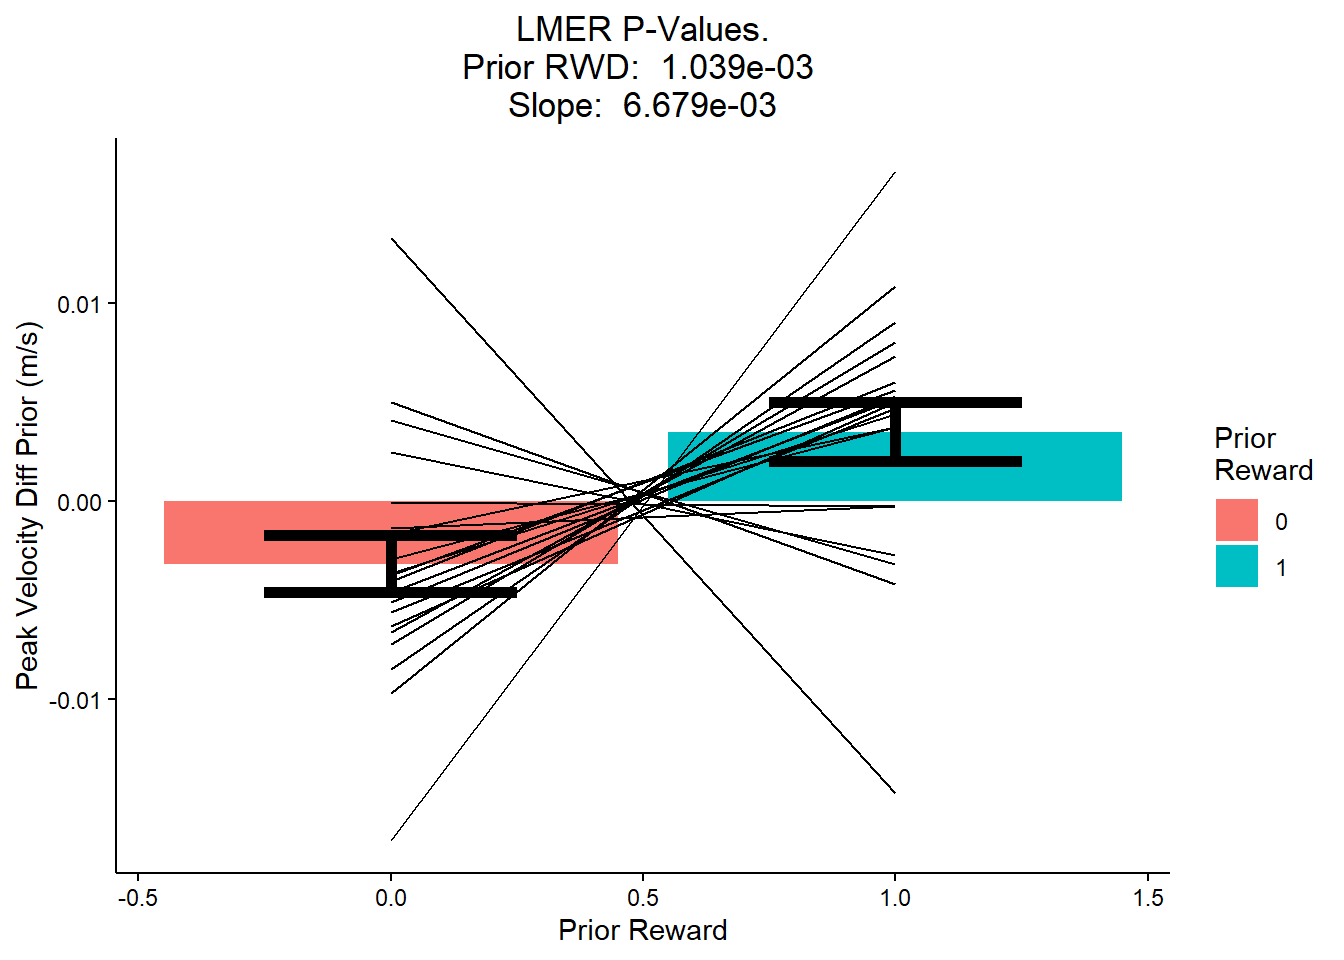 LMER P-Values.
Prior RWD:  1.039e-03
Slope:  6.679e-03
Peak Velocity Diff Prior (m/s)
0.01
0.00
-0.01
-0.5
0.0
0.5
1.0
1.5
Prior Reward
Prior
Reward
0
1